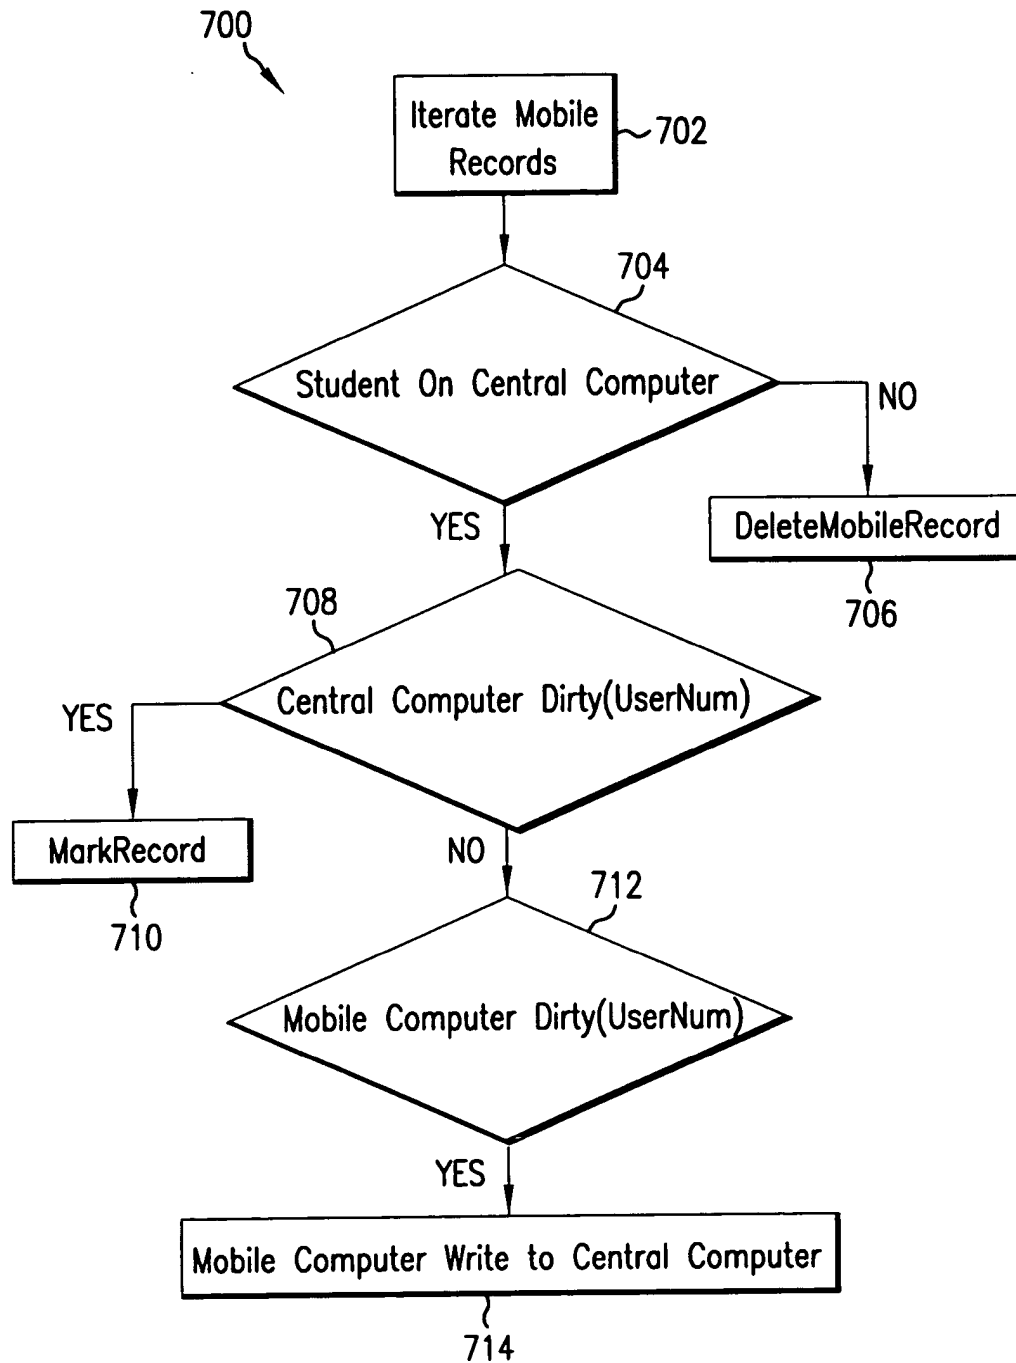 700
Iterate Mobile
Records
702
704
Student On Central Computer
NO
YES
DeleteMobileRecord
706
708
Central Computer Dirty(UserNum)
YES
MarkRecord
710
NO
712
Mobile Computer Dirty(UserNum)
YES
Mobile Computer Write to Central Computer
714